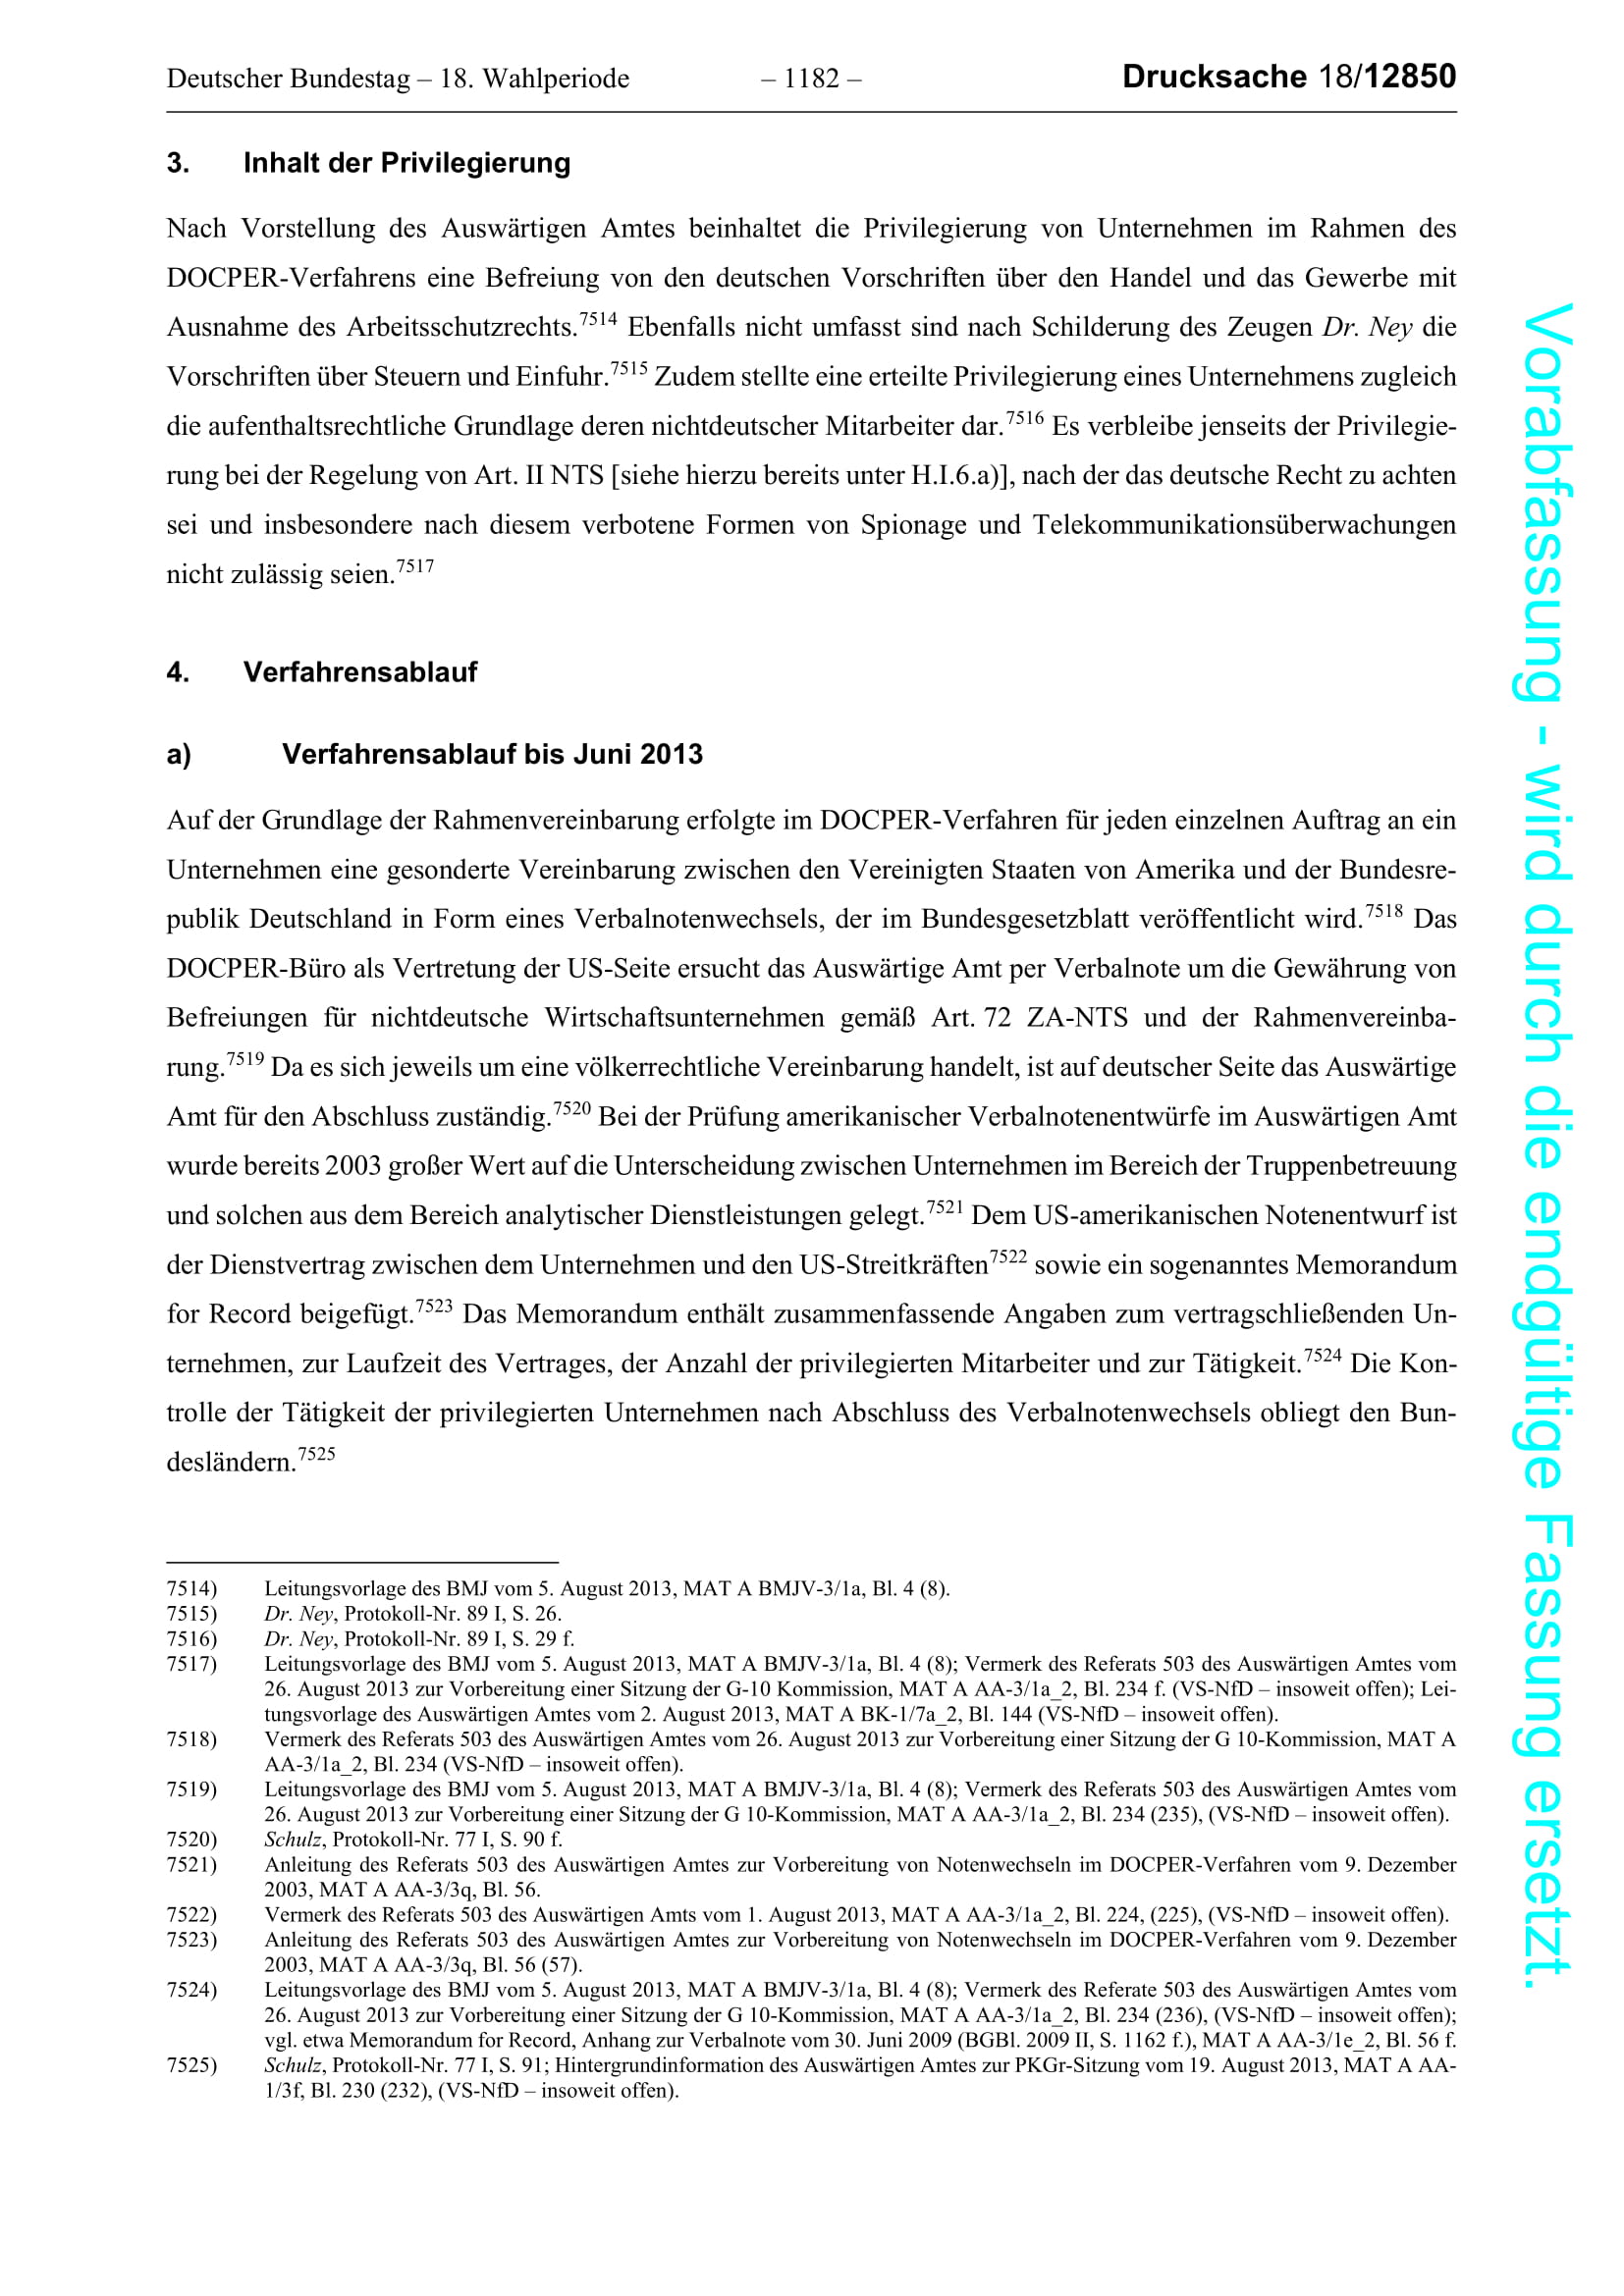 Deutscher Bundestag – 18. Wahlperiode – 1182 – Drucksache 18/12850
3. Inhalt der Privilegierung
Nach Vorstellung des Auswärtigen Amtes beinhaltet die Privilegierung von Unternehmen im Rahmen des
DOCPER-Verfahrens eine Befreiung von den deutschen Vorschriften über den Handel und das Gewerbe mit
Ausnahme des Arbeitsschutzrechts.7514 Ebenfalls nicht umfasst sind nach Schilderung des Zeugen Dr. Ney die
Vorschriften über Steuern und Einfuhr.7515 Zudem stellte eine erteilte Privilegierung eines Unternehmens zugleich
die aufenthaltsrechtliche Grundlage deren nichtdeutscher Mitarbeiter dar.7516 Es verbleibe jenseits der Privilegie-
rung bei der Regelung von Art. II NTS [siehe hierzu bereits unter H.I.6.a)], nach der das deutsche Recht zu achten
sei und insbesondere nach diesem verbotene Formen von Spionage und Telekommunikationsüberwachungen
nicht zulässig seien.7517
4. Verfahrensablauf
a) Verfahrensablauf bis Juni 2013
Auf der Grundlage der Rahmenvereinbarung erfolgte im DOCPER-Verfahren für jeden einzelnen Auftrag an ein
Unternehmen eine gesonderte Vereinbarung zwischen den Vereinigten Staaten von Amerika und der Bundesre-
publik Deutschland in Form eines Verbalnotenwechsels, der im Bundesgesetzblatt veröffentlicht wird.7518 Das
DOCPER-Büro als Vertretung der US-Seite ersucht das Auswärtige Amt per Verbalnote um die Gewährung von
Befreiungen für nichtdeutsche Wirtschaftsunternehmen gemäß Art. 72 ZA-NTS und der Rahmenvereinba-
rung.7519 Da es sich jeweils um eine völkerrechtliche Vereinbarung handelt, ist auf deutscher Seite das Auswärtige
Amt für den Abschluss zuständig.7520 Bei der Prüfung amerikanischer Verbalnotenentwürfe im Auswärtigen Amt
wurde bereits 2003 großer Wert auf die Unterscheidung zwischen Unternehmen im Bereich der Truppenbetreuung
und solchen aus dem Bereich analytischer Dienstleistungen gelegt.7521 Dem US-amerikanischen Notenentwurf ist
der Dienstvertrag zwischen dem Unternehmen und den US-Streitkräften7522 sowie ein sogenanntes Memorandum
for Record beigefügt.7523 Das Memorandum enthält zusammenfassende Angaben zum vertragschließenden Un-
ternehmen, zur Laufzeit des Vertrages, der Anzahl der privilegierten Mitarbeiter und zur Tätigkeit.7524 Die Kon-
trolle der Tätigkeit der privilegierten Unternehmen nach Abschluss des Verbalnotenwechsels obliegt den Bun-
desländern.7525
7514) Leitungsvorlage des BMJ vom 5. August 2013, MAT A BMJV-3/1a, Bl. 4 (8).
7515) Dr. Ney, Protokoll-Nr. 89 I, S. 26.
7516) Dr. Ney, Protokoll-Nr. 89 I, S. 29 f.
7517) Leitungsvorlage des BMJ vom 5. August 2013, MAT A BMJV-3/1a, Bl. 4 (8); Vermerk des Referats 503 des Auswärtigen Amtes vom
26. August 2013 zur Vorbereitung einer Sitzung der G-10 Kommission, MAT A AA-3/1a_2, Bl. 234 f. (VS-NfD – insoweit offen); Lei-
tungsvorlage des Auswärtigen Amtes vom 2. August 2013, MAT A BK-1/7a_2, Bl. 144 (VS-NfD – insoweit offen).
7518) Vermerk des Referats 503 des Auswärtigen Amtes vom 26. August 2013 zur Vorbereitung einer Sitzung der G 10-Kommission, MAT A
AA-3/1a_2, Bl. 234 (VS-NfD – insoweit offen).
7519) Leitungsvorlage des BMJ vom 5. August 2013, MAT A BMJV-3/1a, Bl. 4 (8); Vermerk des Referats 503 des Auswärtigen Amtes vom
26. August 2013 zur Vorbereitung einer Sitzung der G 10-Kommission, MAT A AA-3/1a_2, Bl. 234 (235), (VS-NfD – insoweit offen).
7520) Schulz, Protokoll-Nr. 77 I, S. 90 f.
7521) Anleitung des Referats 503 des Auswärtigen Amtes zur Vorbereitung von Notenwechseln im DOCPER-Verfahren vom 9. Dezember
2003, MAT A AA-3/3q, Bl. 56.
7522) Vermerk des Referats 503 des Auswärtigen Amts vom 1. August 2013, MAT A AA-3/1a_2, Bl. 224, (225), (VS-NfD – insoweit offen).
7523) Anleitung des Referats 503 des Auswärtigen Amtes zur Vorbereitung von Notenwechseln im DOCPER-Verfahren vom 9. Dezember
2003, MAT A AA-3/3q, Bl. 56 (57).
7524) Leitungsvorlage des BMJ vom 5. August 2013, MAT A BMJV-3/1a, Bl. 4 (8); Vermerk des Referate 503 des Auswärtigen Amtes vom
26. August 2013 zur Vorbereitung einer Sitzung der G 10-Kommission, MAT A AA-3/1a_2, Bl. 234 (236), (VS-NfD – insoweit offen);
vgl. etwa Memorandum for Record, Anhang zur Verbalnote vom 30. Juni 2009 (BGBl. 2009 II, S. 1162 f.), MAT A AA-3/1e_2, Bl. 56 f.
7525) Schulz, Protokoll-Nr. 77 I, S. 91; Hintergrundinformation des Auswärtigen Amtes zur PKGr-Sitzung vom 19. August 2013, MAT A AA-
1/3f, Bl. 230 (232), (VS-NfD – insoweit offen).
Vorabfassung - wird durch die endgültige Fassung ersetzt.